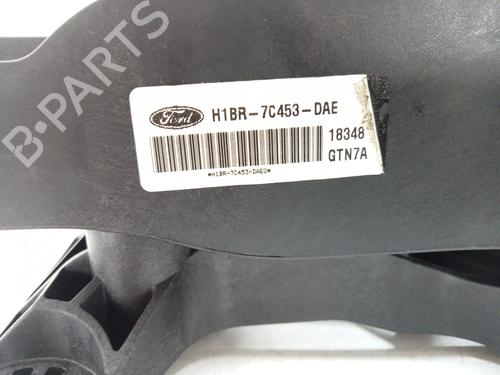 Ford
H1BR-7C453-DAE
18348
GTN7A
*H1BR-7C453-DAE0*
B-PARTS